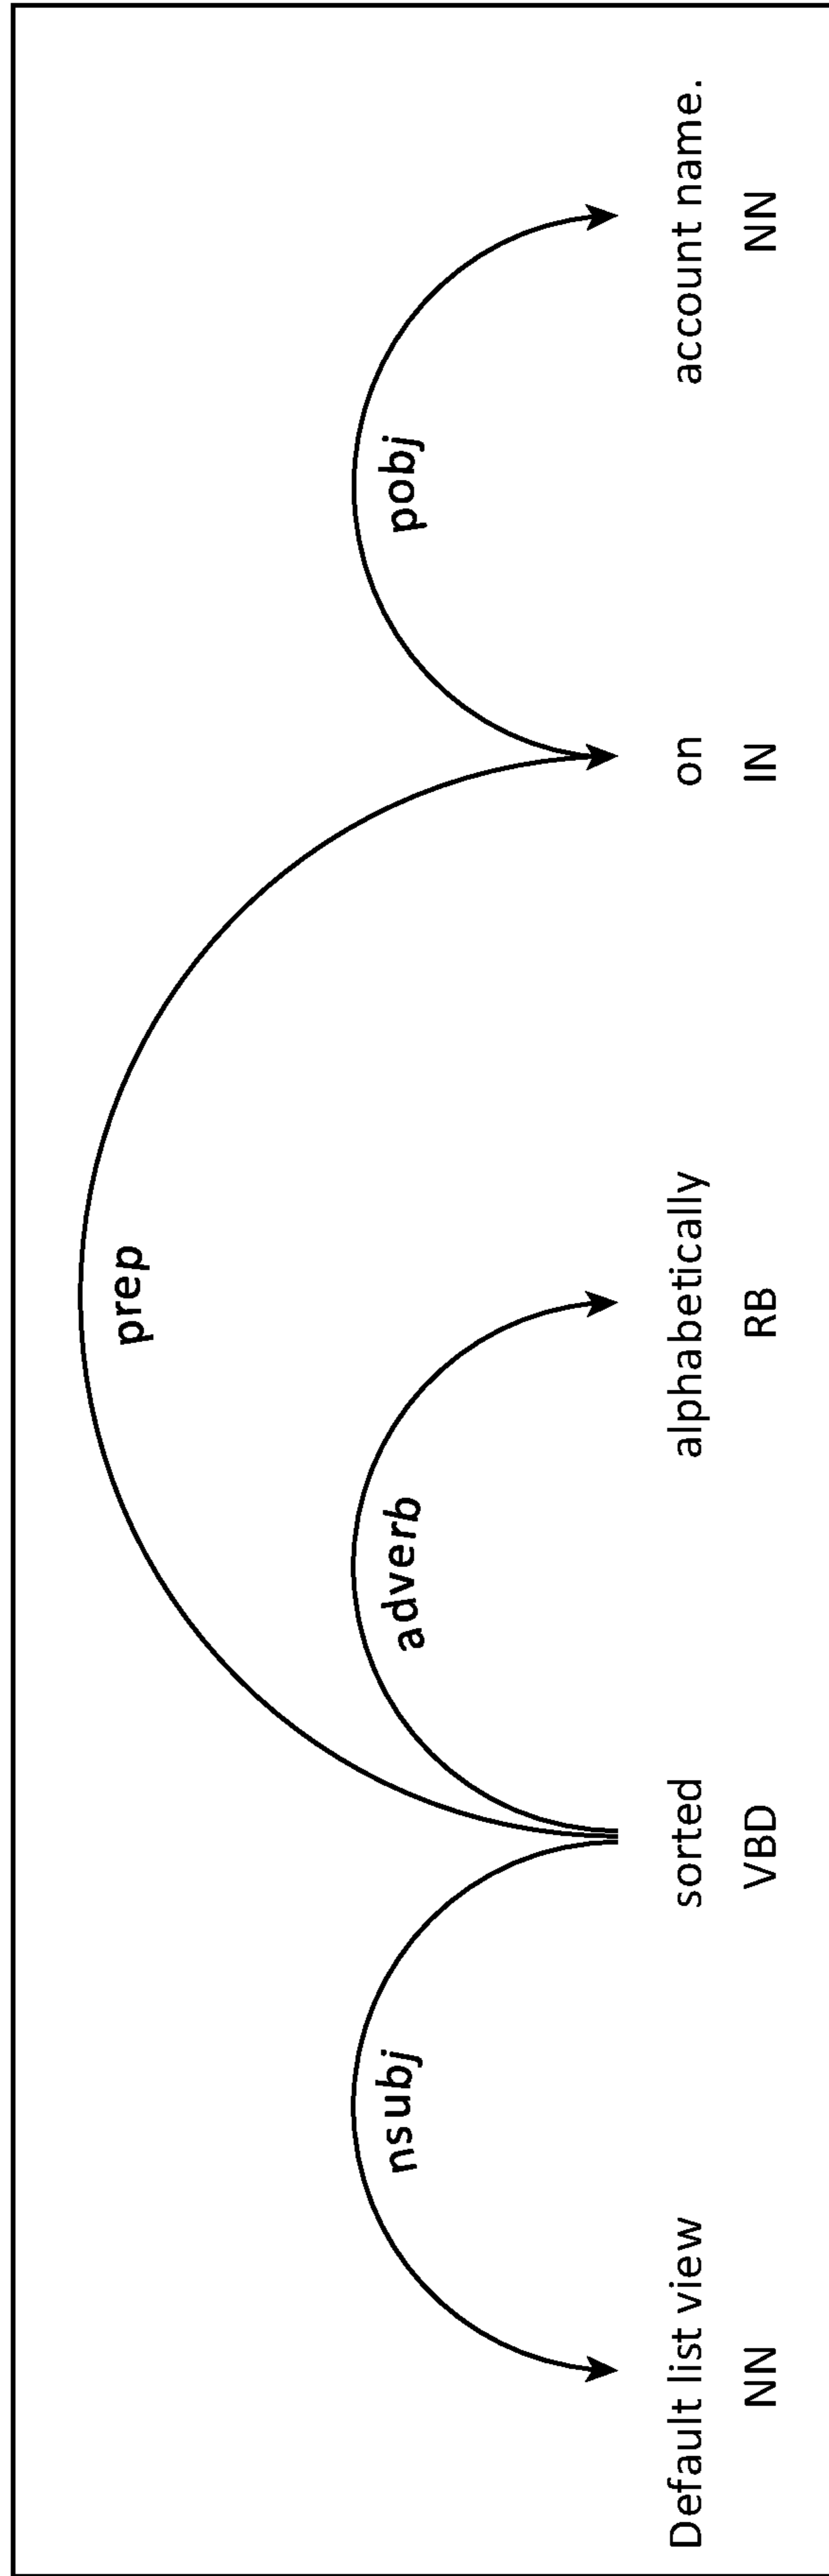 prep
nsubj adverb pobj
Default list view sorted alphabetically on account name.
NN VBD RB IN NN